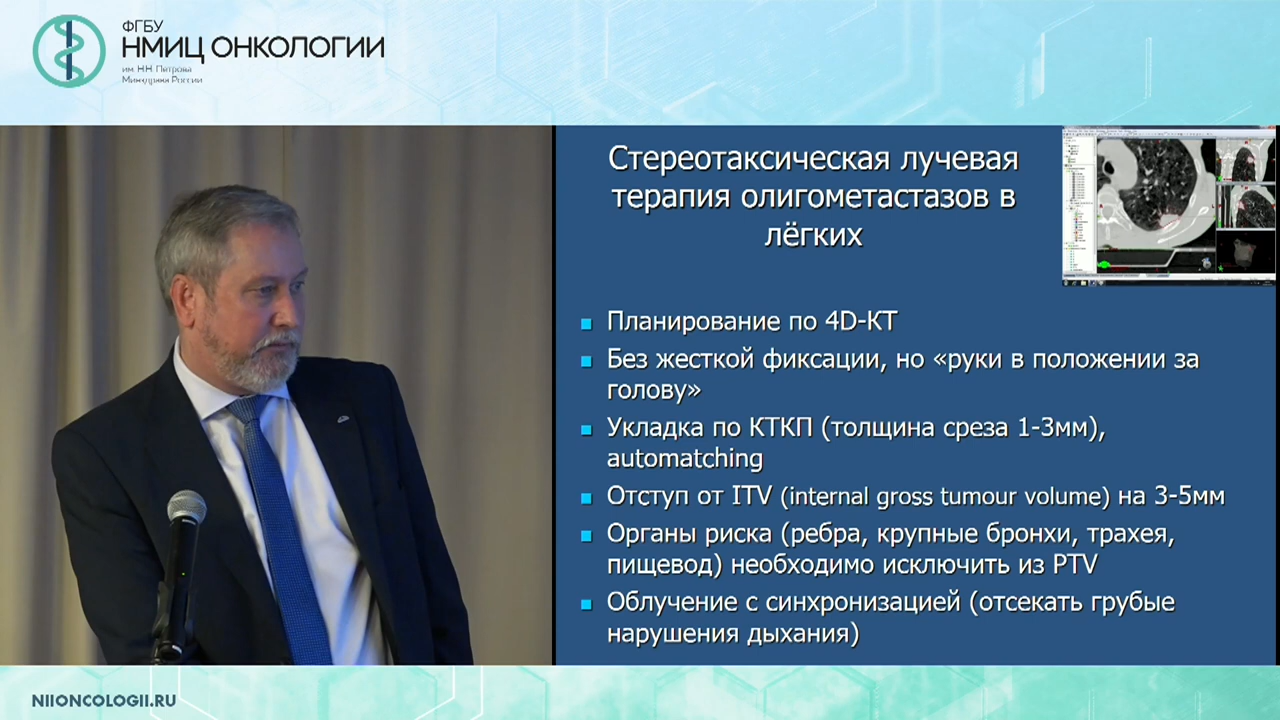 ФГБУ
НМИЦ ОНКОЛОГИИ
им. Н.Н. Петрова
Минздрава России
Стереотаксическая лучевая
терапия олигометастазов в
лёгких
Планирование по 4D-КТ
Без жесткой фиксации, но «руки в положении за
голову»
Укладка по КТКП (толщина среза 1-3мм),
automatching
Отступ от ITV (internal gross tumour volume) на 3-5мм
Органы риска (ребра, крупные бронхи, трахея,
пищевод) необходимо исключить из PTV
Облучение с синхронизацией (отсекать грубые
нарушения дыхания)
NIIONCOLOGII.RU